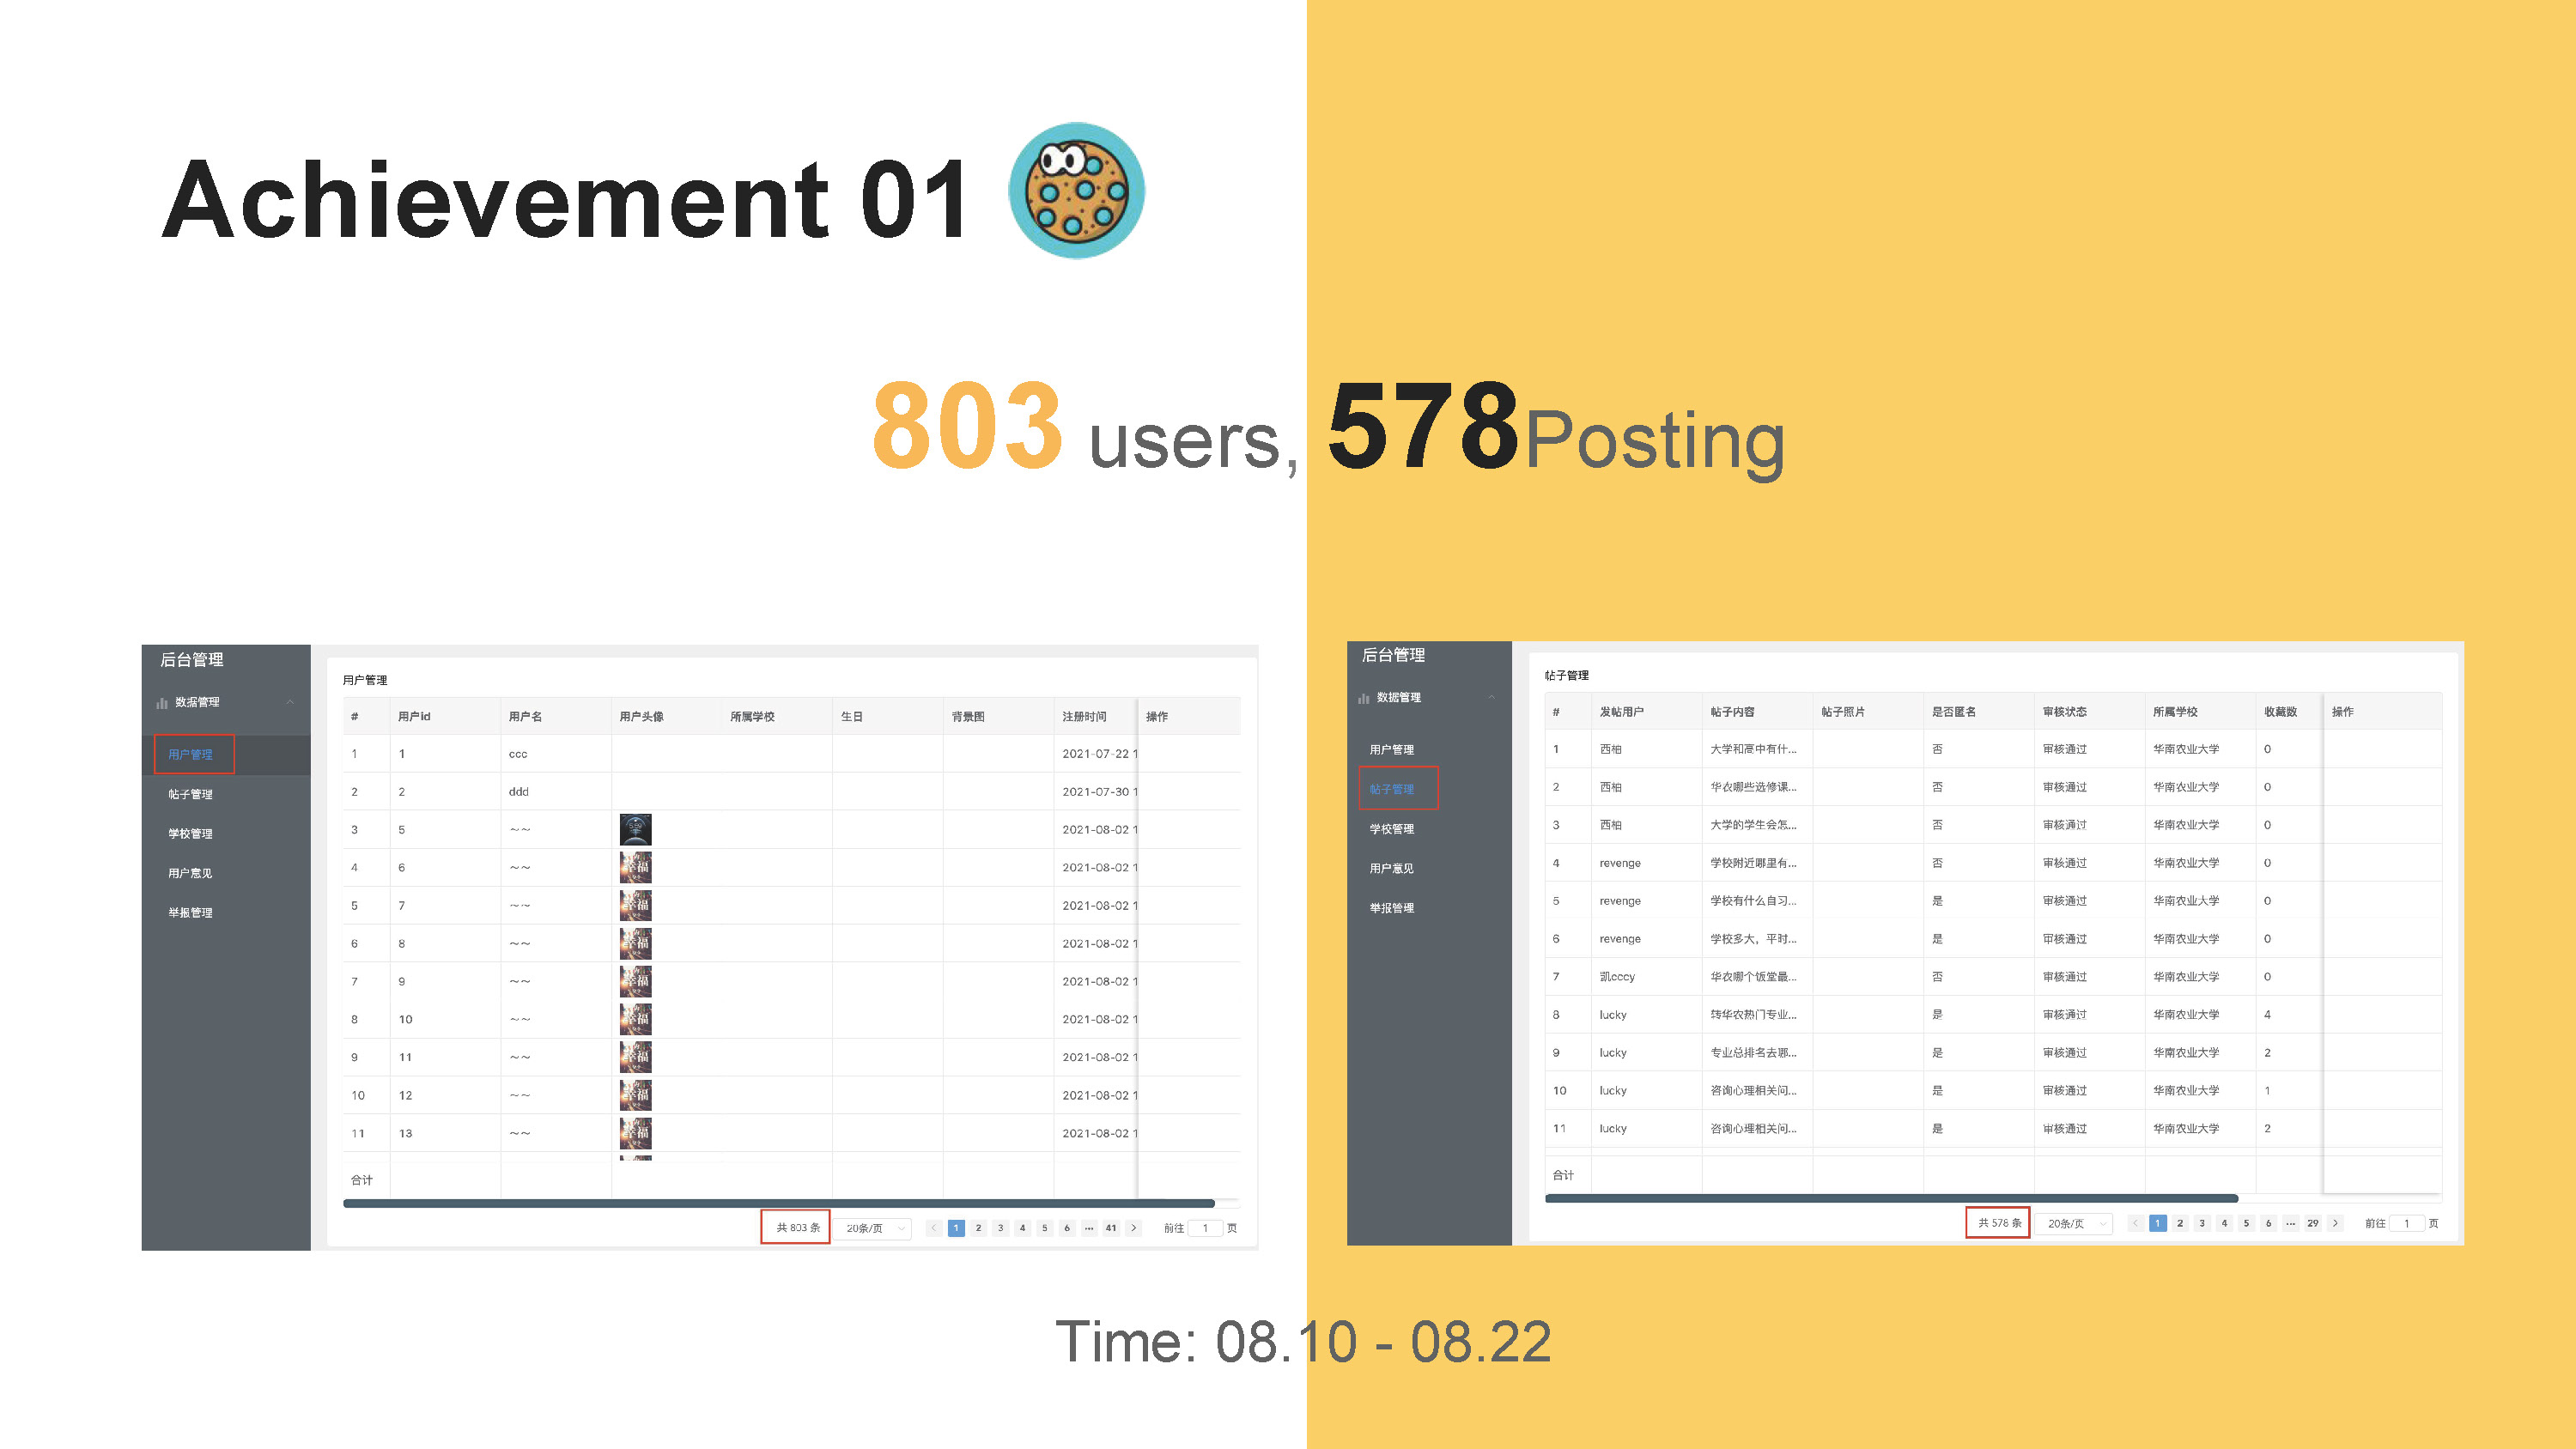 Achievement 01
803 users, 578Posting
后台管理
数据管理
用户管理
帖子管理
学校管理
用户意见
举报管理
用户管理
# 用户id 用户名 用户头像 所属学校 生日 背景图 注册时间 操作
1 1 ccc 2021-07-22 1
2 2 ddd 2021-07-30 1
3 5 ~~ 2021-08-02 1
4 6 ~~ 幸福 2021-08-02 1
5 7 ~~ 幸福 2021-08-02 1
6 8 ~~ 幸福 2021-08-02 1
7 9 ~~ 幸福 2021-08-02 1
8 10 ~~ 幸福 2021-08-02 1
9 11 ~~ 幸福 2021-08-02 1
10 12 ~~ 幸福 2021-08-02 1
11 13 ~~ 幸福 2021-08-02 1
合计
共 803 条 20条/页 < 1 2 3 4 5 6 ... 41 > 前往 1 页
后台管理
数据管理
用户管理
帖子管理
学校管理
用户意见
举报管理
帖子管理
# 发帖用户 帖子内容 帖子照片 是否匿名 审核状态 所属学校 收藏数 操作
1 西柚 大学和高中有什... 否 审核通过 华南农业大学 0
2 西柚 华农哪些选修课... 否 审核通过 华南农业大学 0
3 西柚 大学的学生会怎... 否 审核通过 华南农业大学 0
4 revenge 学校附近哪里有... 否 审核通过 华南农业大学 0
5 revenge 学校有什么自习... 是 审核通过 华南农业大学 0
6 revenge 学校多大，平时... 是 审核通过 华南农业大学 0
7 凯cccy 华农哪个饭堂最... 否 审核通过 华南农业大学 0
8 lucky 转华农热门专业... 是 审核通过 华南农业大学 4
9 lucky 专业总排名去哪... 是 审核通过 华南农业大学 2
10 lucky 咨询心理相关问... 是 审核通过 华南农业大学 1
11 lucky 咨询心理相关问... 是 审核通过 华南农业大学 2
合计
共 578 条 20条/页 < 1 2 3 4 5 6 ... 29 > 前往 1 页
Time: 08.10 - 08.22